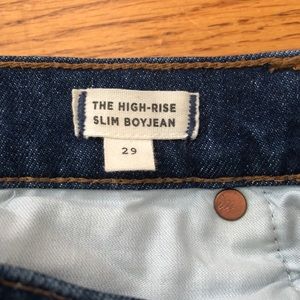 THE HIGH-RISE
SLIM BOYJEAN
29